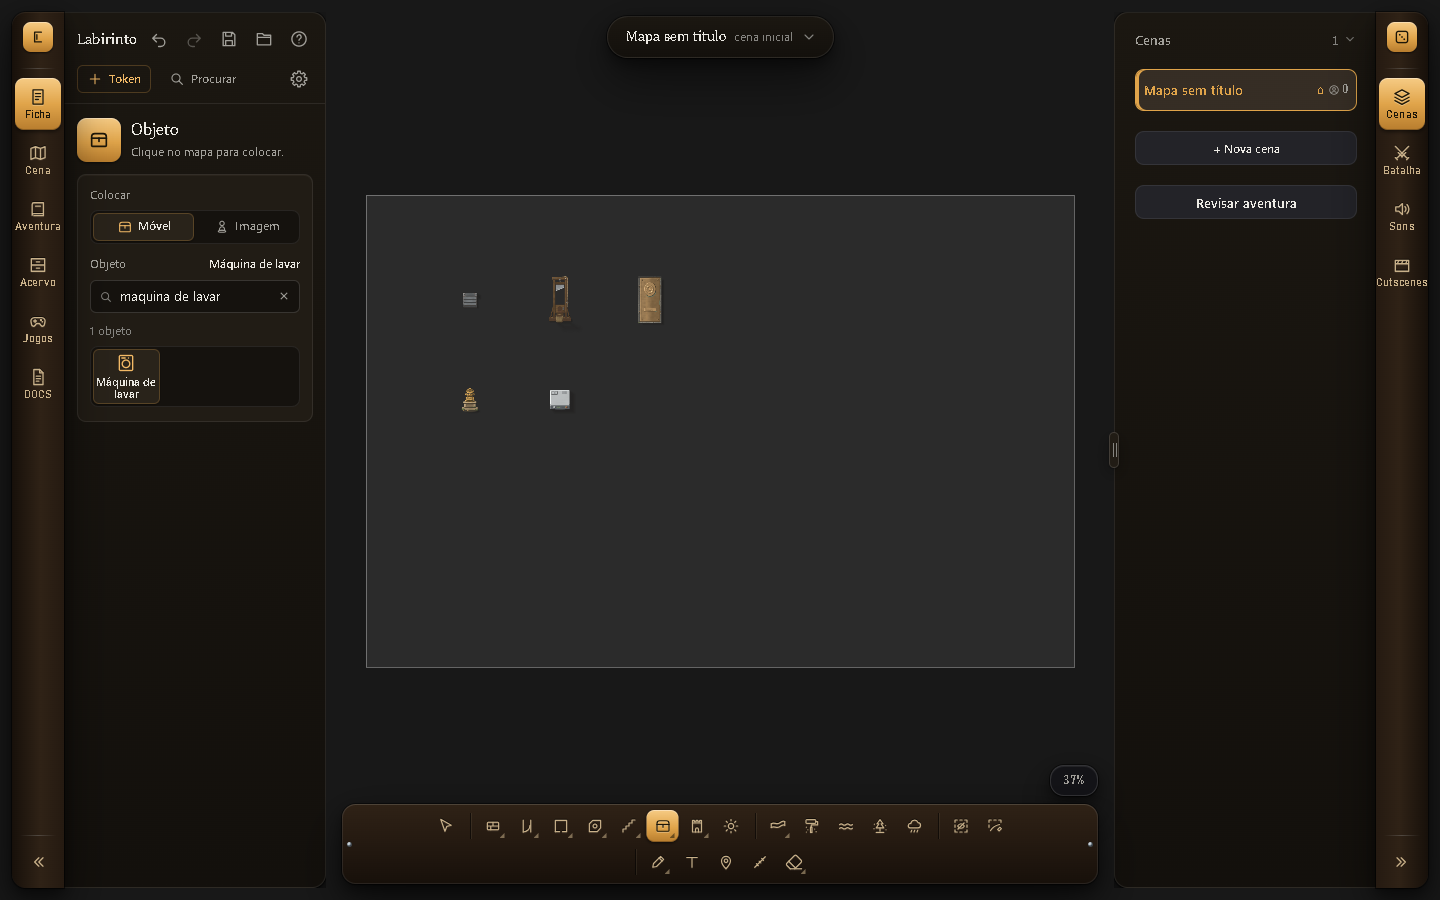 Labirinto
Token
Procurar
Ficha
Cena
Aventura
Acervo
Jogos
DOCS
Objeto
Clique no mapa para colocar.
Colocar
Móvel
Imagem
Objeto
Máquina de lavar
maquina de lavar
1 objeto
Máquina de
lavar
Mapa sem título cena inicial
37%
Cenas
1
Mapa sem título
0
+ Nova cena
Revisar aventura
Cenas
Batalha
Sons
Cutscenes